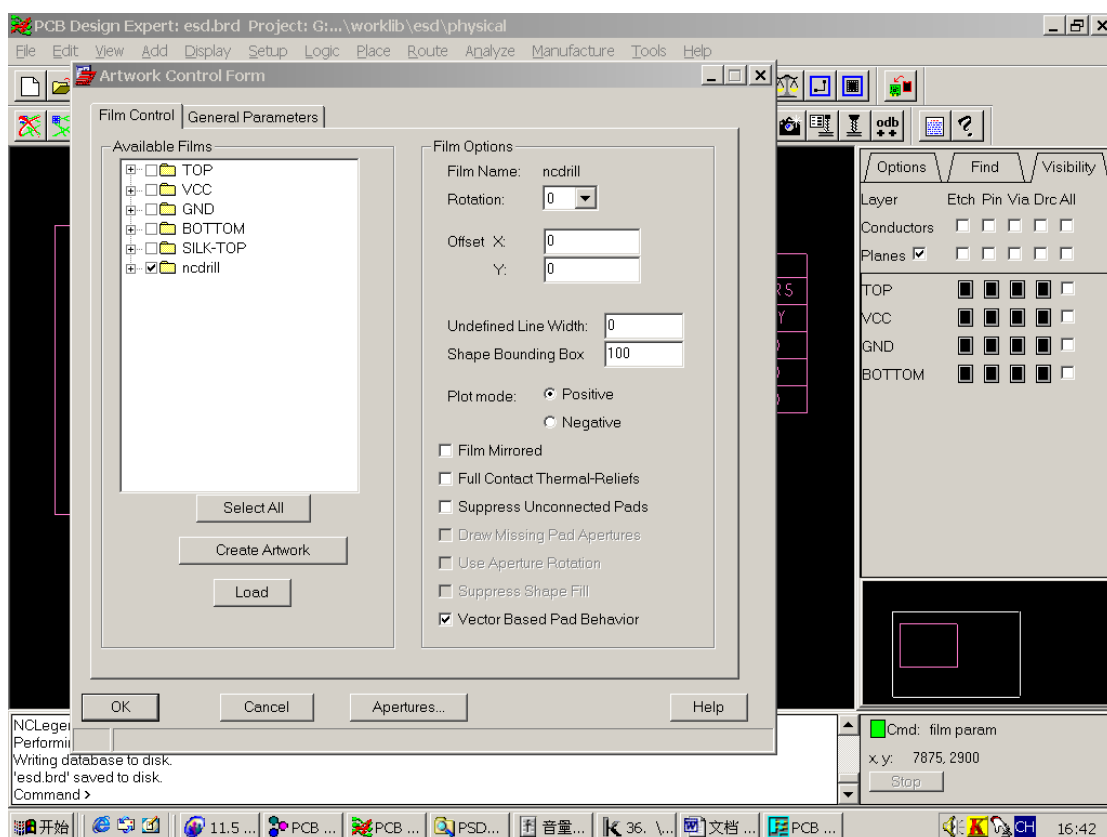 PCB Design Expert: esd.brd  Project: G:...\worklib\esd\physical
File Edit View Add Display Setup Logic Place Route Analyze Manufacture Tools Help
Artwork Control Form
Film Control General Parameters
odb++
Available Films
TOP
VCC
GND
BOTTOM
SILK-TOP
ncdrill
Select All
Create Artwork
Load
Film Options
Film Name: ncdrill
Rotation: 0
Offset X: 0
Y: 0
Undefined Line Width: 0
Shape Bounding Box 100
Plot mode: Positive
Negative
Film Mirrored
Full Contact Thermal-Reliefs
Suppress Unconnected Pads
Draw Missing Pad Apertures
Use Aperture Rotation
Suppress Shape Fill
Vector Based Pad Behavior
OK Cancel Apertures... Help
RS
Y
Options Find Visibility
Layer Etch Pin Via Drc All
Conductors
Planes
TOP
VCC
GND
BOTTOM
NCLegen
Performi
Writing database to disk.
'esd.brd' saved to disk.
Command >
Cmd: film param
x, y: 7875, 2900
Stop
开始 11.5 ... PCB ... PCB ... PSD... 音量... 36. \... 文档 ... PCB ... CH 16:42